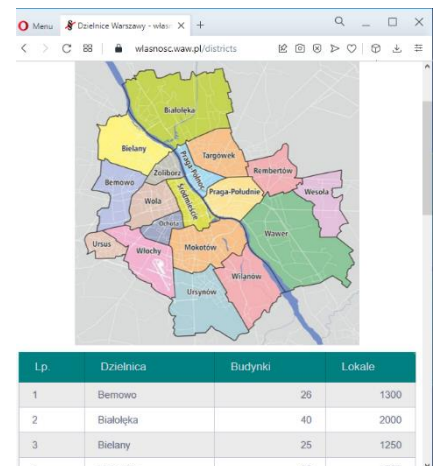 Menu
Dzielnice Warszawy - włas
wlasnosc.waw.pl/districts
Białołęka
Bielany
Targówek
Praga-Północ
Rembertów
Żoliborz
Bemowo
Wesoła
Śródmieście
Praga-Południe
Wola
Ochota
Wawer
Ursus
Włochy
Mokotów
Wilanów
Ursynów
Lp. Dzielnica Budynki Lokale
1 Bemowo 26 1300
2 Białołęka 40 2000
3 Bielany 25 1250